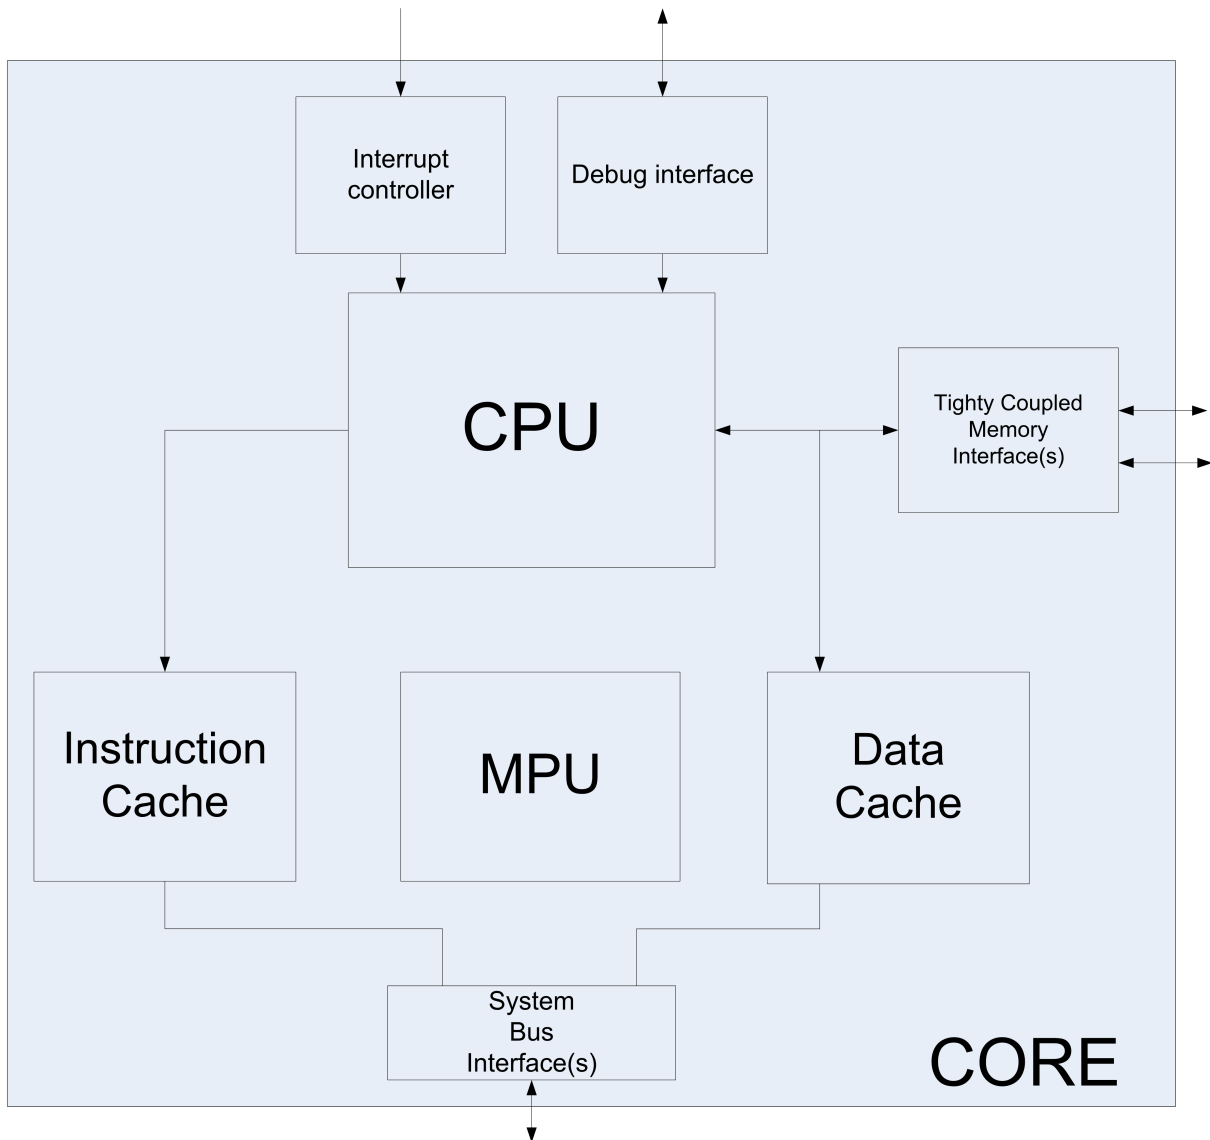 Interrupt
controller
Debug interface
CPU
Tighty Coupled
Memory
Interface(s)
Instruction
Cache
MPU
Data
Cache
System
Bus
Interface(s)
CORE